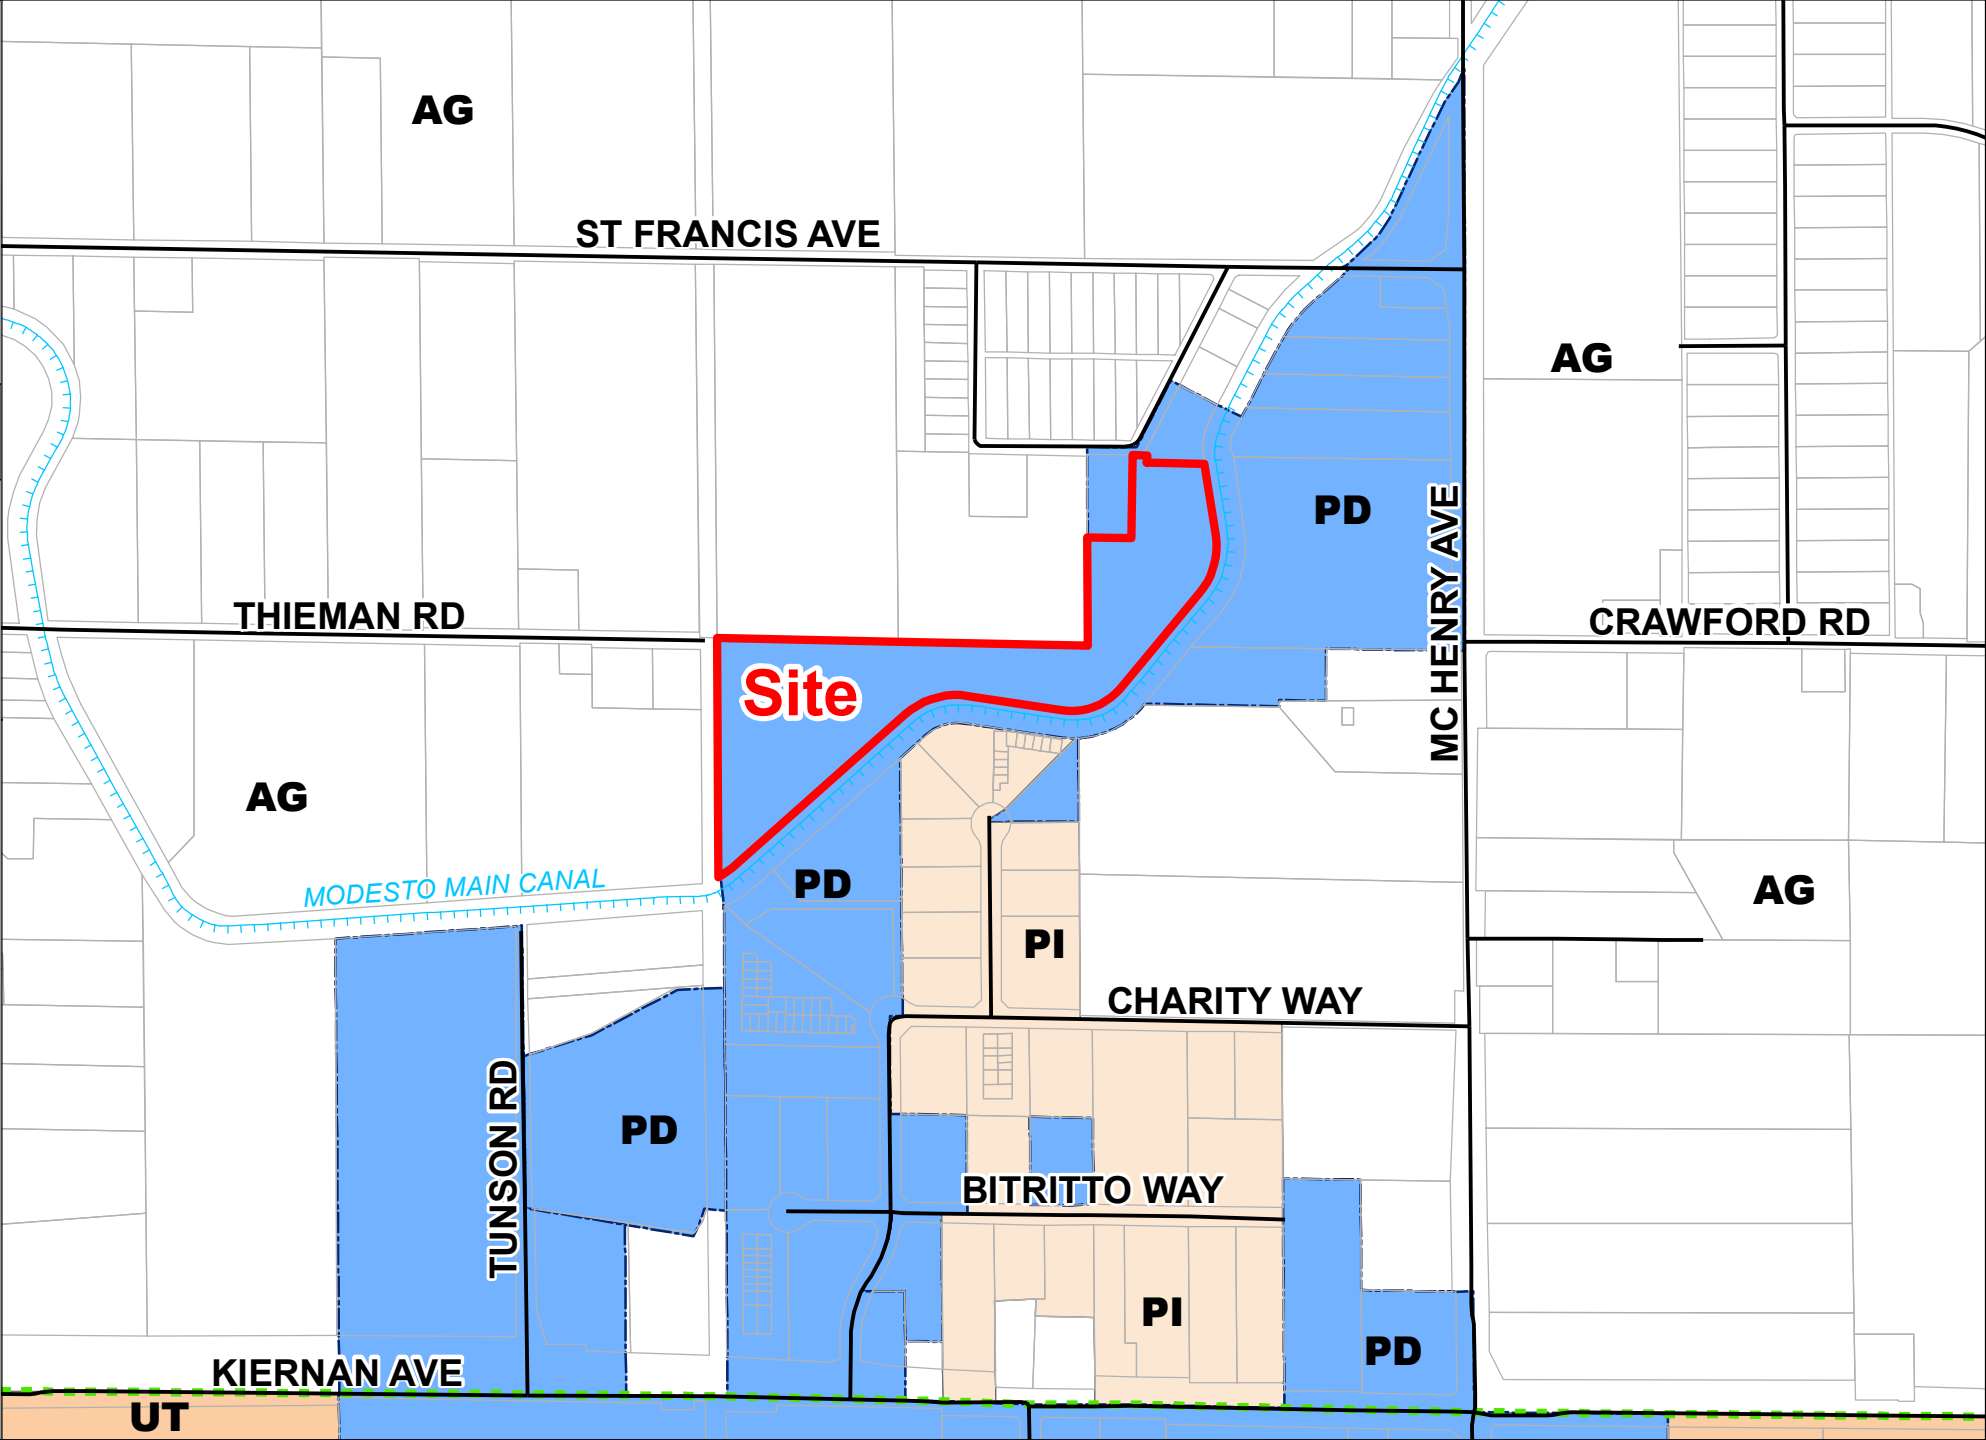 AG
ST FRANCIS AVE
AG
PD
MC HENRY AVE
THIEMAN RD
CRAWFORD RD
Site
AG
MODESTO MAIN CANAL
PD
AG
PI
CHARITY WAY
TUNSON RD
PD
BITRITTO WAY
PI
PD
KIERNAN AVE
UT